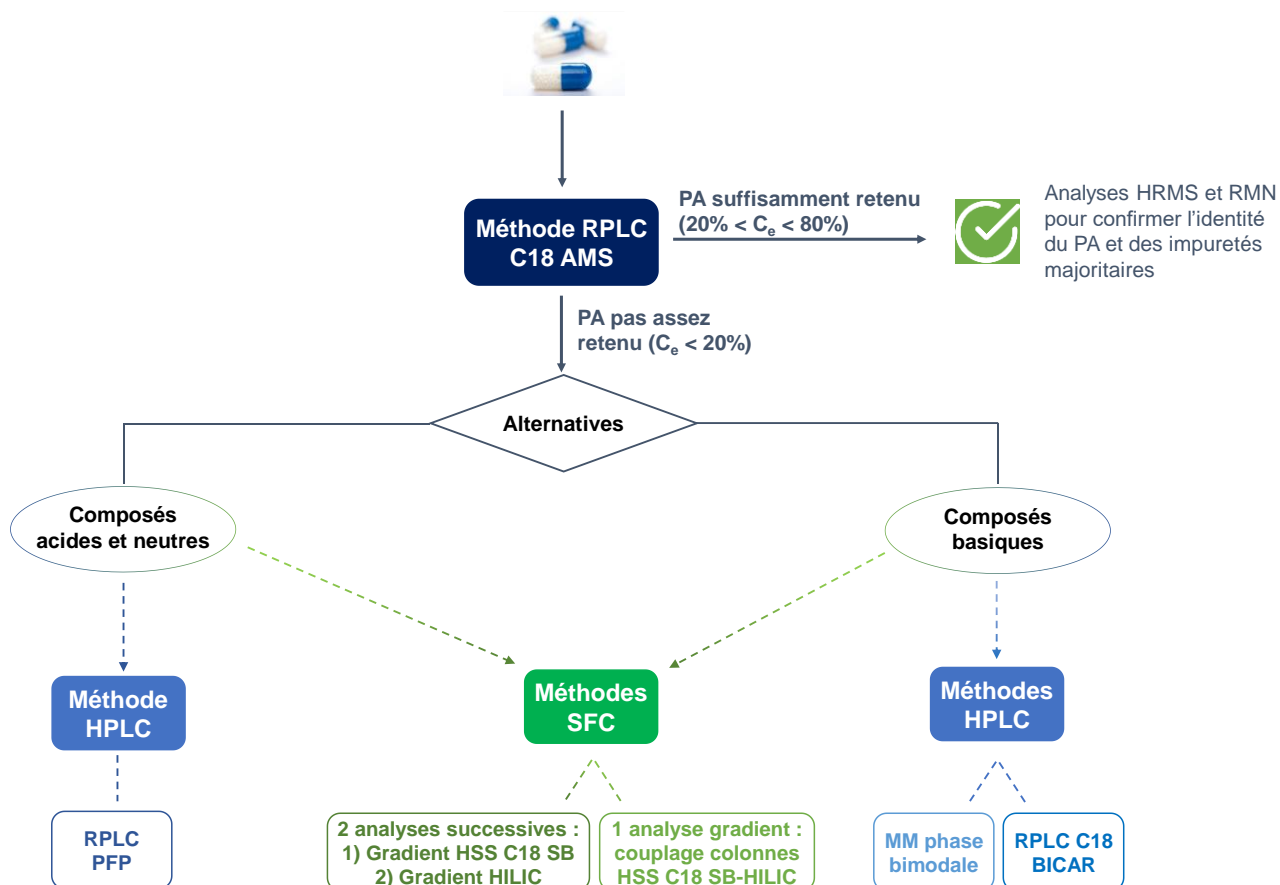 Méthode RPLC
C18 AMS
PA suffisamment retenu
(20% < Ce < 80%)
Analyses HRMS et RMN
pour confirmer l'identité
du PA et des impuretés
majoritaires
PA pas assez
retenu (Ce < 20%)
Alternatives
Composés
acides et neutres
Composés
basiques
Méthode
HPLC
Méthodes
SFC
Méthodes
HPLC
RPLC
PFP
2 analyses successives :
1) Gradient HSS C18 SB
2) Gradient HILIC
1 analyse gradient :
couplage colonnes
HSS C18 SB-HILIC
MM phase
bimodale
RPLC C18
BICAR